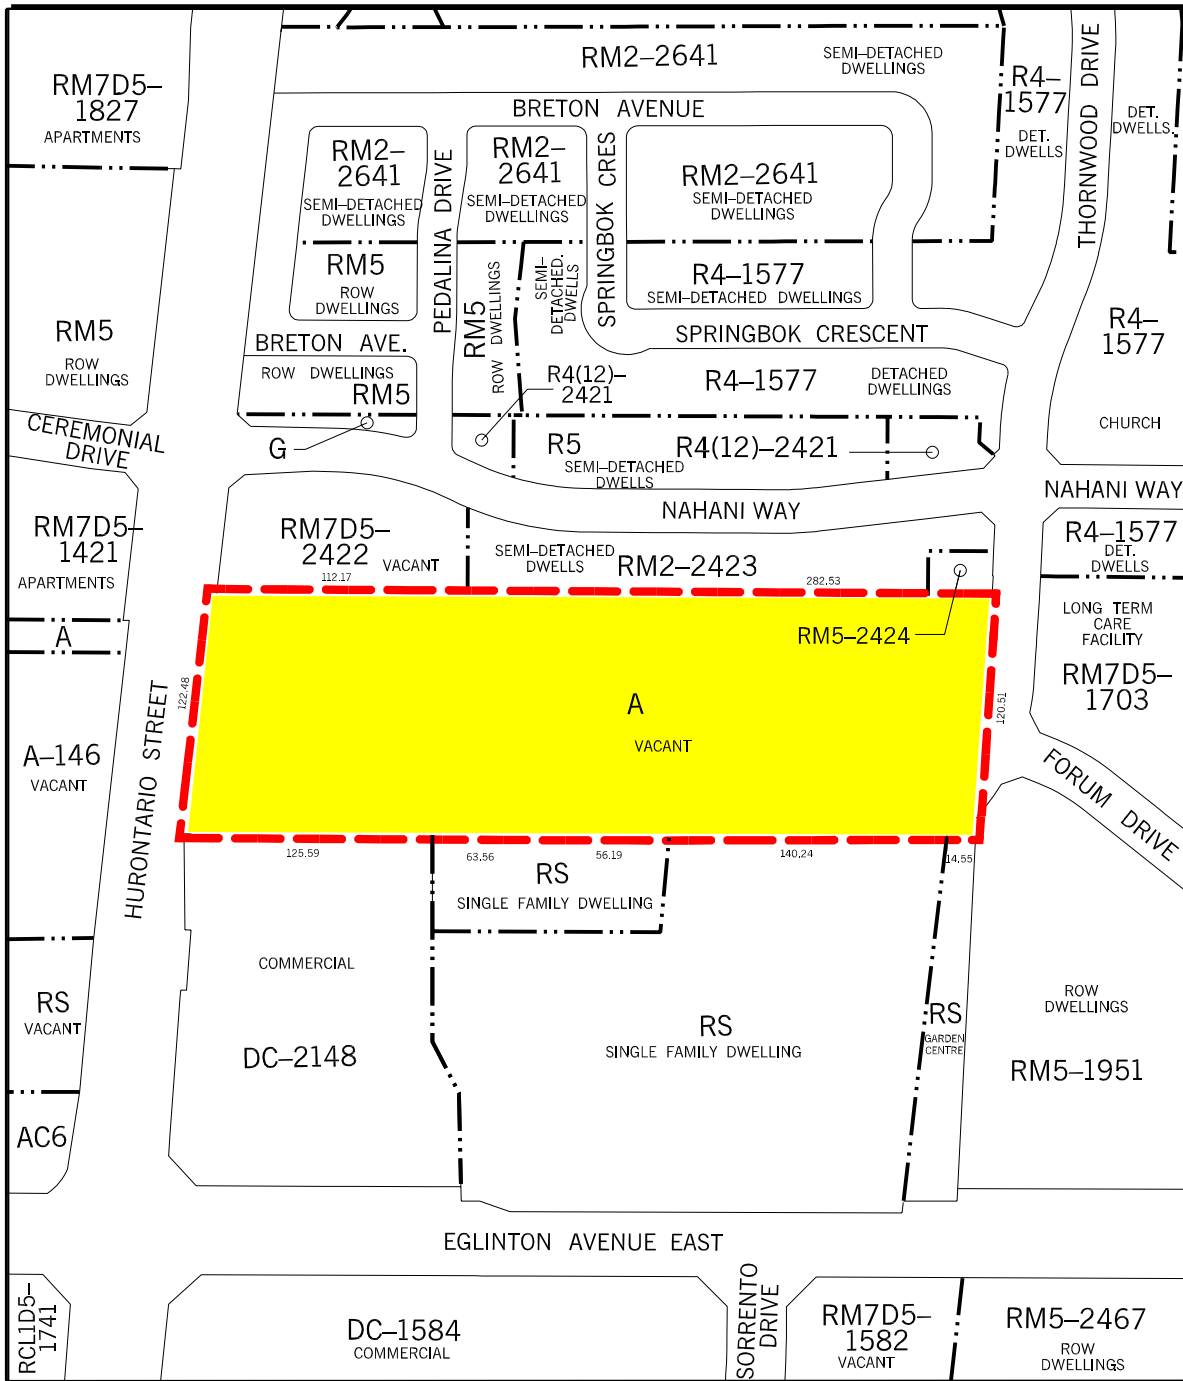 RM2–2641
SEMI–DETACHED
DWELLINGS
THORNWOOD DRIVE
RM7D5–
1827
APARTMENTS
R4–
1577
DET.
DWELLS
DET.
DWELLS.
BRETON AVENUE
RM2–
2641
SEMI–DETACHED
DWELLINGS
PEDALINA DRIVE
RM2–
2641
SEMI–DETACHED
DWELLINGS
SPRINGBOK CRES
RM2–2641
SEMI–DETACHED
DWELLINGS
RM5
ROW
DWELLINGS
RM5
ROW DWELLINGS
SEMI–
DETACHED.
DWELLS
R4–1577
SEMI–DETACHED DWELLINGS
RM5
ROW
DWELLINGS
BRETON AVE.
SPRINGBOK CRESCENT
R4–
1577
ROW DWELLINGS
RM5
R4(12)–
2421
R4–1577
DETACHED
DWELLINGS
CHURCH
CEREMONIAL
DRIVE
G
R5
SEMI–DETACHED
DWELLS
R4(12)–2421
NAHANI WAY
NAHANI WAY
RM7D5–
1421
APARTMENTS
RM7D5–
2422
VACANT
SEMI–DETACHED
DWELLS
RM2–2423
R4–1577
DET.
DWELLS
112.17
282.53
A
RM5–2424
LONG TERM
CARE
FACILITY
RM7D5–
1703
122.48
A
VACANT
120.51
A–146
VACANT
HURONTARIO STREET
FORUM DRIVE
125.59
63.56
56.19
140.24
14.55
RS
SINGLE FAMILY DWELLING
COMMERCIAL
DC–2148
RS
VACANT
RS
SINGLE FAMILY DWELLING
RS
GARDEN
CENTRE
ROW
DWELLINGS
RM5–1951
AC6
EGLINTON AVENUE EAST
RCL1D5–
1741
DC–1584
COMMERCIAL
SORRENTO
DRIVE
RM7D5–
1582
VACANT
RM5–2467
ROW
DWELLINGS